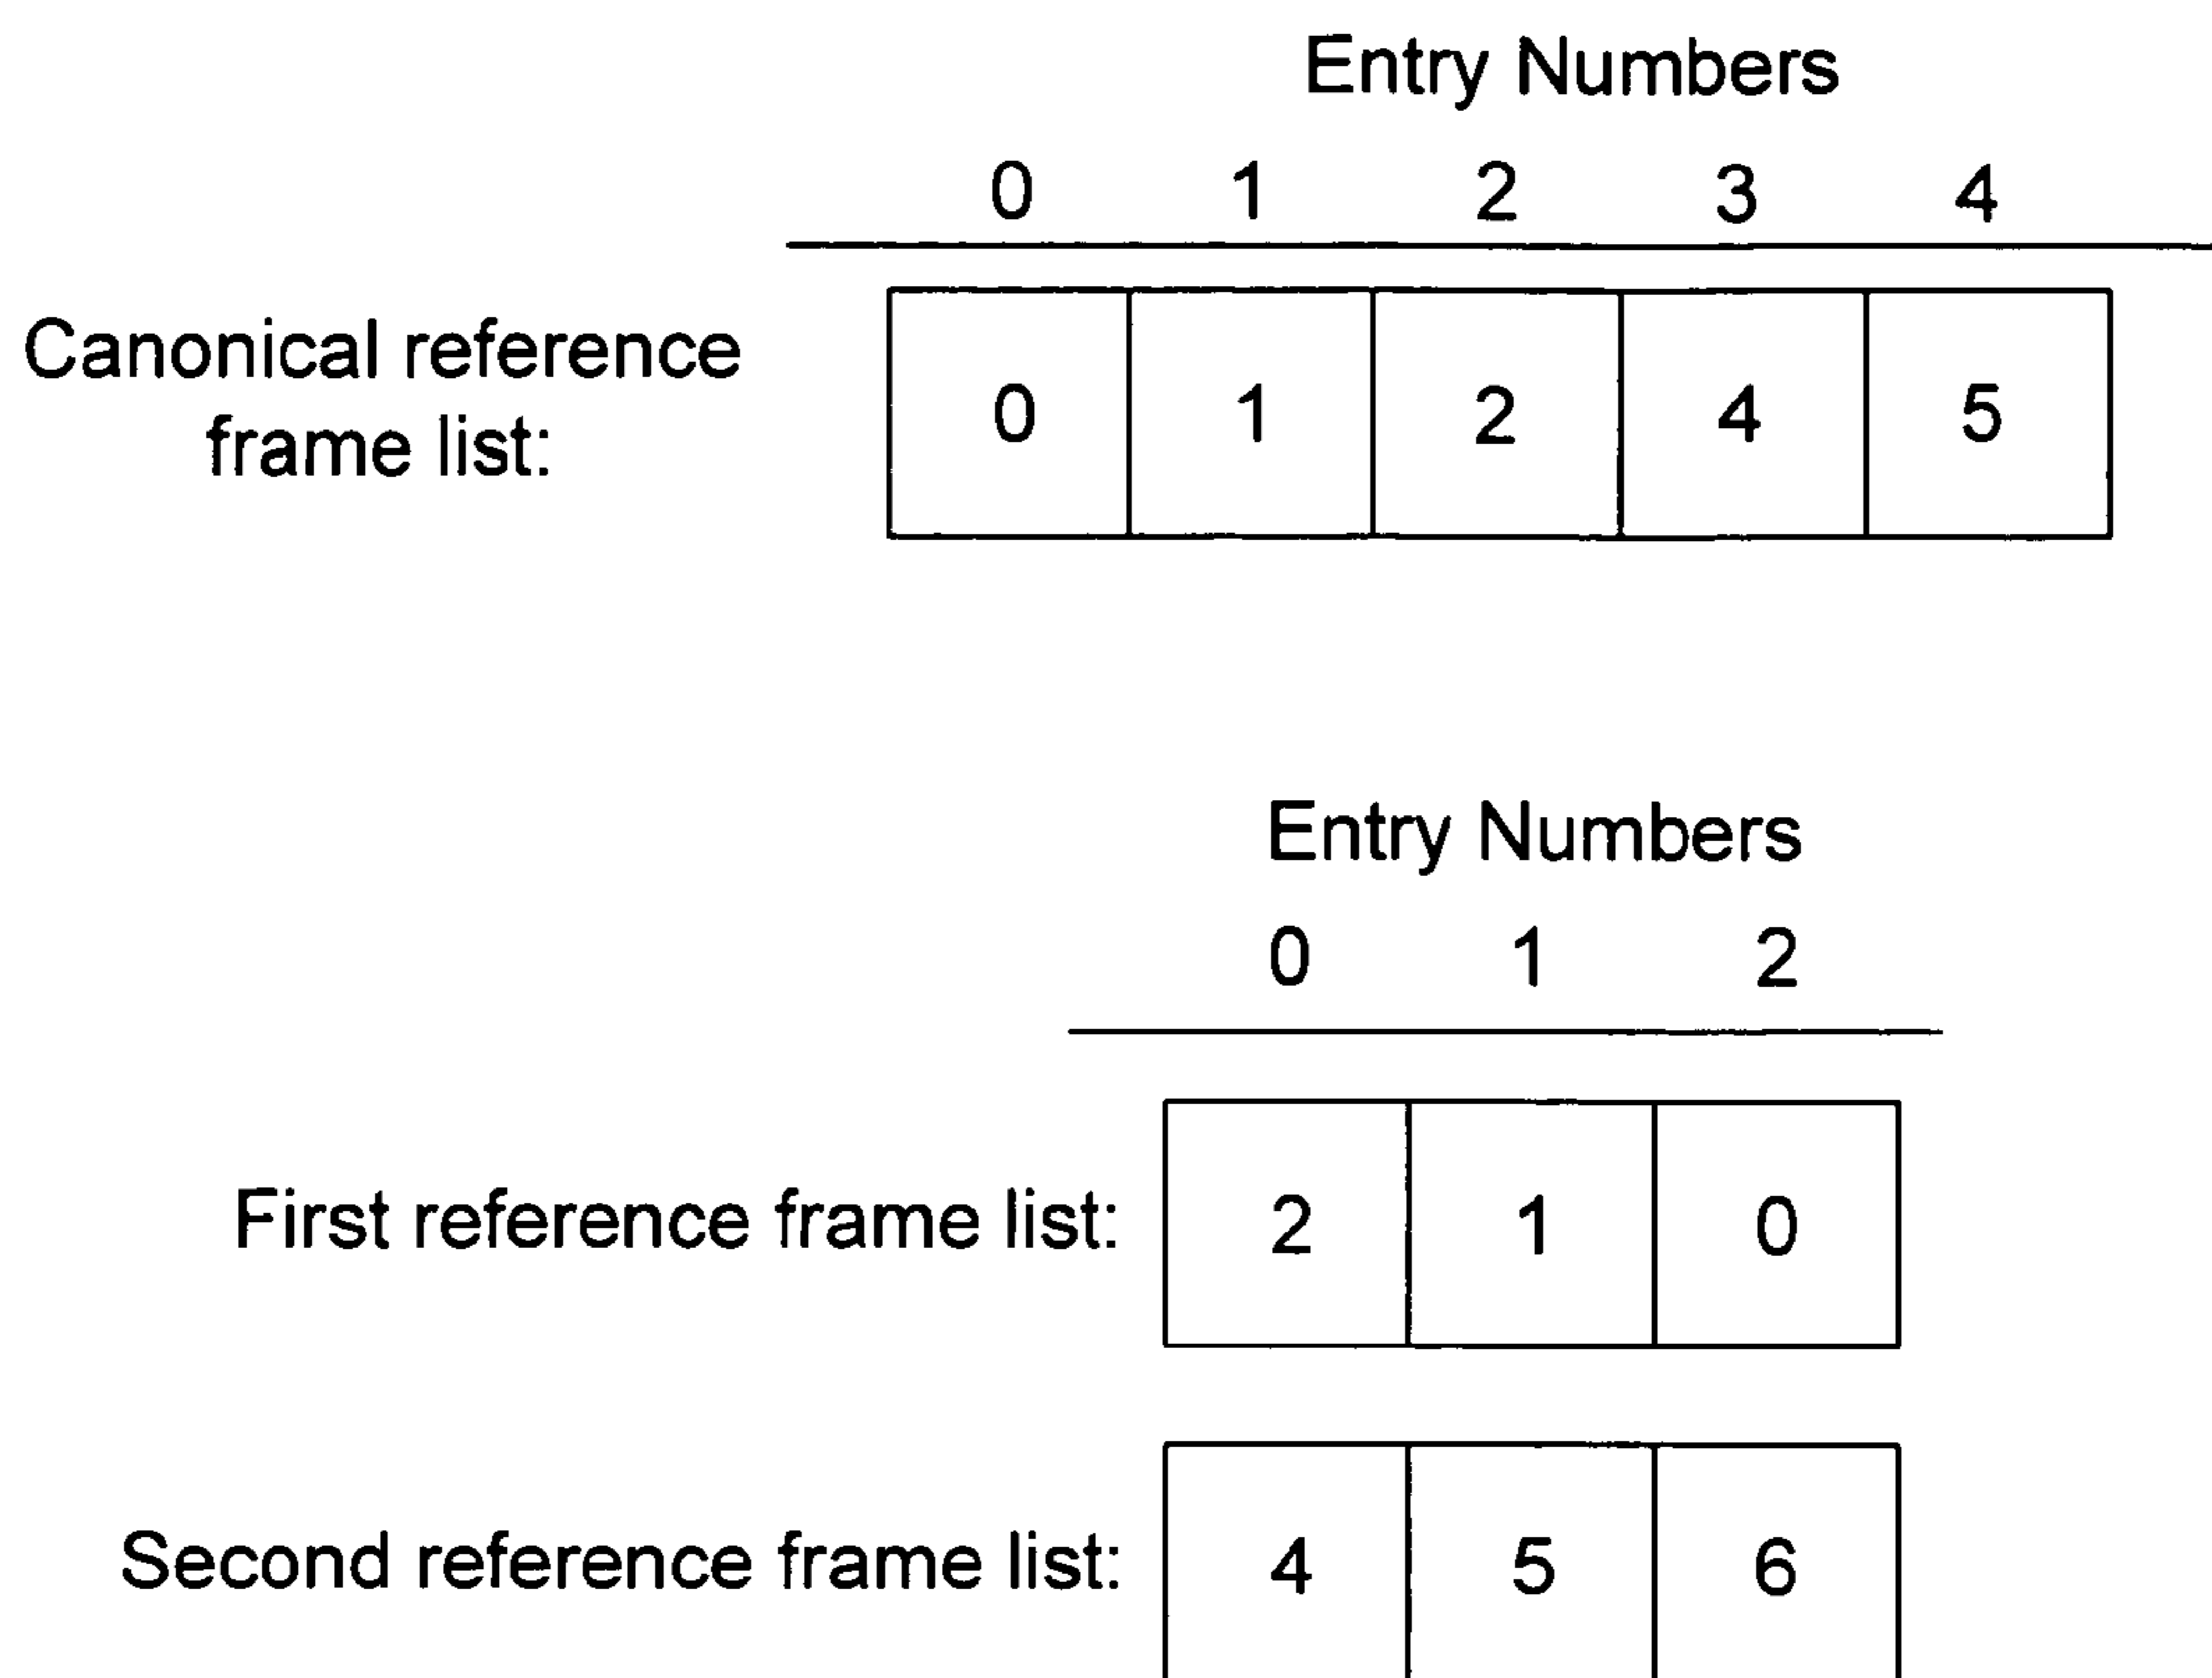 Entry Numbers
0 1 2 3 4
Canonical reference
frame list:
0 1 2 4 5
Entry Numbers
0 1 2
First reference frame list: 2 1 0
Second reference frame list: 4 5 6